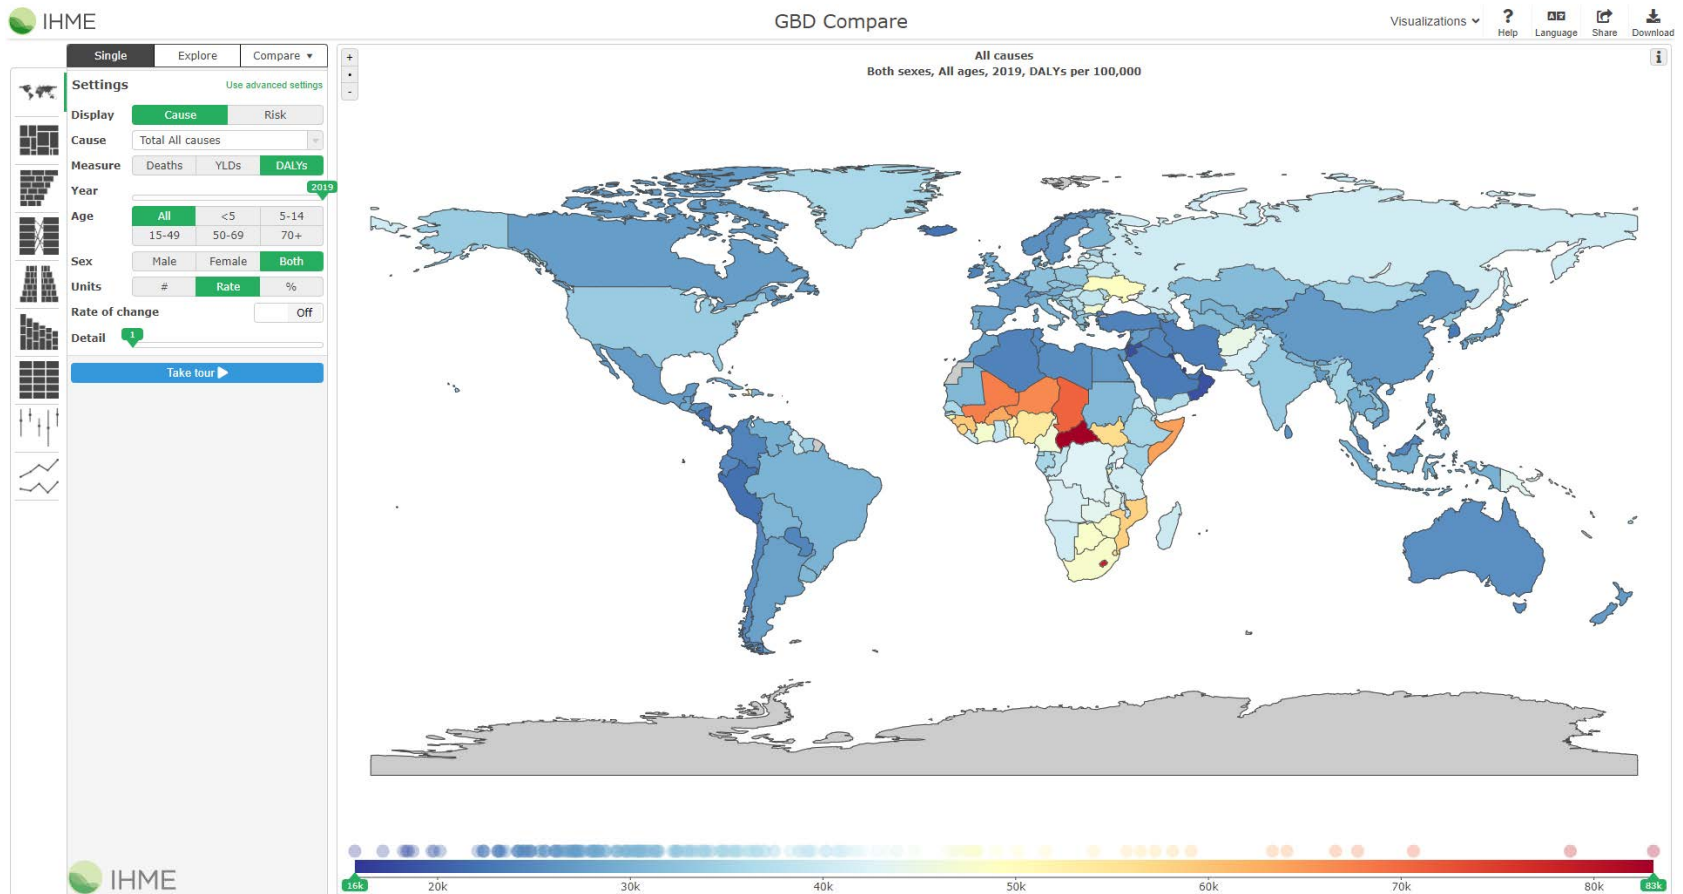 IHME
GBD Compare
Visualizations
?
Help
Language
Share
Download
Single
Explore
Compare
Settings
Use advanced settings
Display
Cause
Risk
Cause
Total All causes
Measure
Deaths
YLDs
DALYs
Year
2019
Age
All
<5
5-14
15-49
50-69
70+
Sex
Male
Female
Both
Units
#
Rate
%
Rate of change
Off
Detail
1
Take tour
IHME
+
-
All causes
Both sexes, All ages, 2019, DALYs per 100,000
i
16k
20k
30k
40k
50k
60k
70k
80k
83k